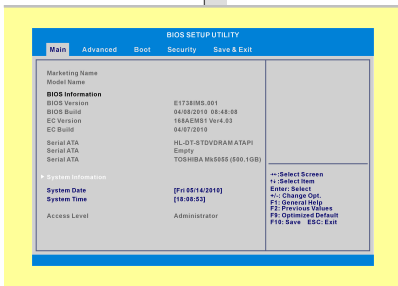 BIOS SETUP UTILITY
Main Advanced Boot Security Save & Exit
Marketing Name
Model Name
BIOS Information
BIOS Version E1738IMS.001
BIOS Build 04/08/2010 08:48:08
EC Version 168AEMS1 Ver4.03
EC Build 04/07/2010
Serial ATA HL-DT-STDVDRAM ATAPI
Serial ATA Empty
Serial ATA TOSHIBA Mk5058 (800.1GB)
System Infomation
System Date [Fri 05/14/2010]
System Time [18:08:53]
Access Level Administrator
:Select Screen
:Select Item
Enter: Select
+/-: Change Opt.
F1: General Help
F2: Previous Values
F9: Optimized Default
F10: Save ESC: Exit